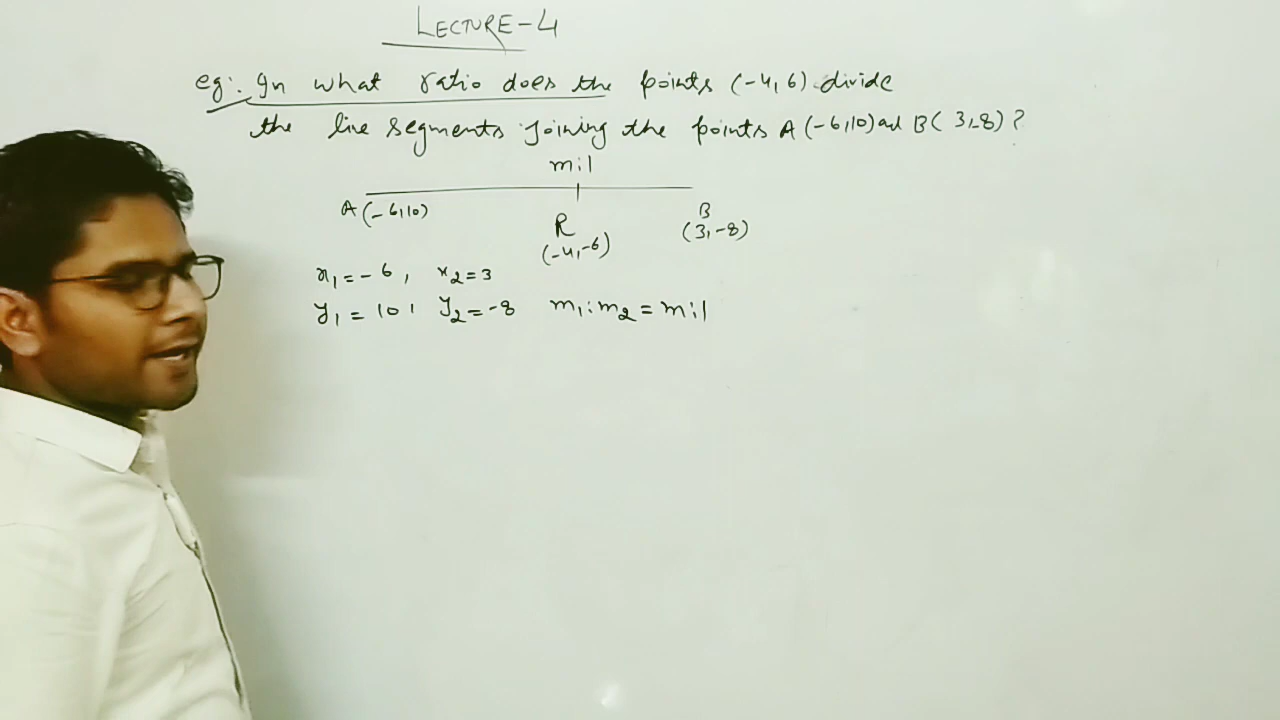 LECTURE-4
eg: In what ratio does the points (-4,6) divide
the line segments joining the points A (-6,10) and B( 3,-8)?
m:1
A(-6,10)
R
(-4,-6)
B
(3,-8)
x1=-6, x2=3
y1=10, y2=-8 m1:m2=m:1